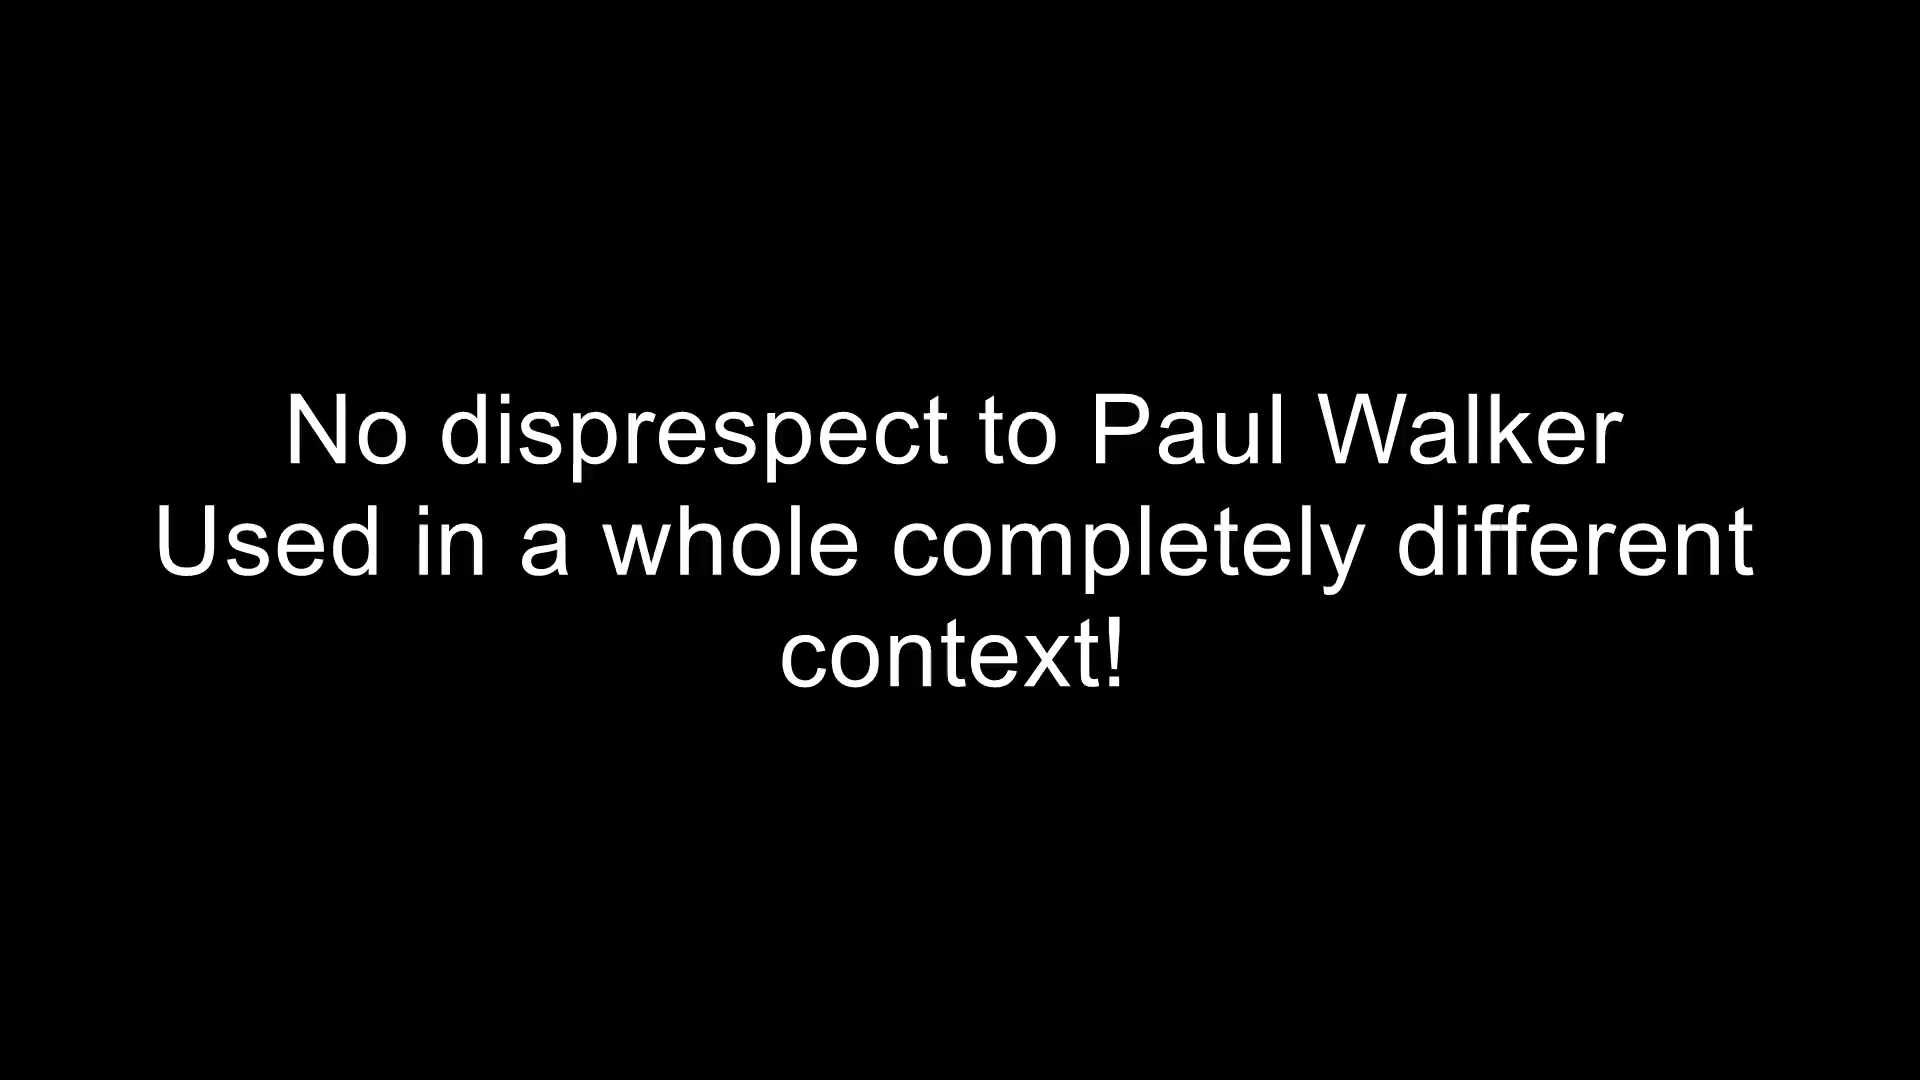 No disprespect to Paul Walker
Used in a whole completely different
context!